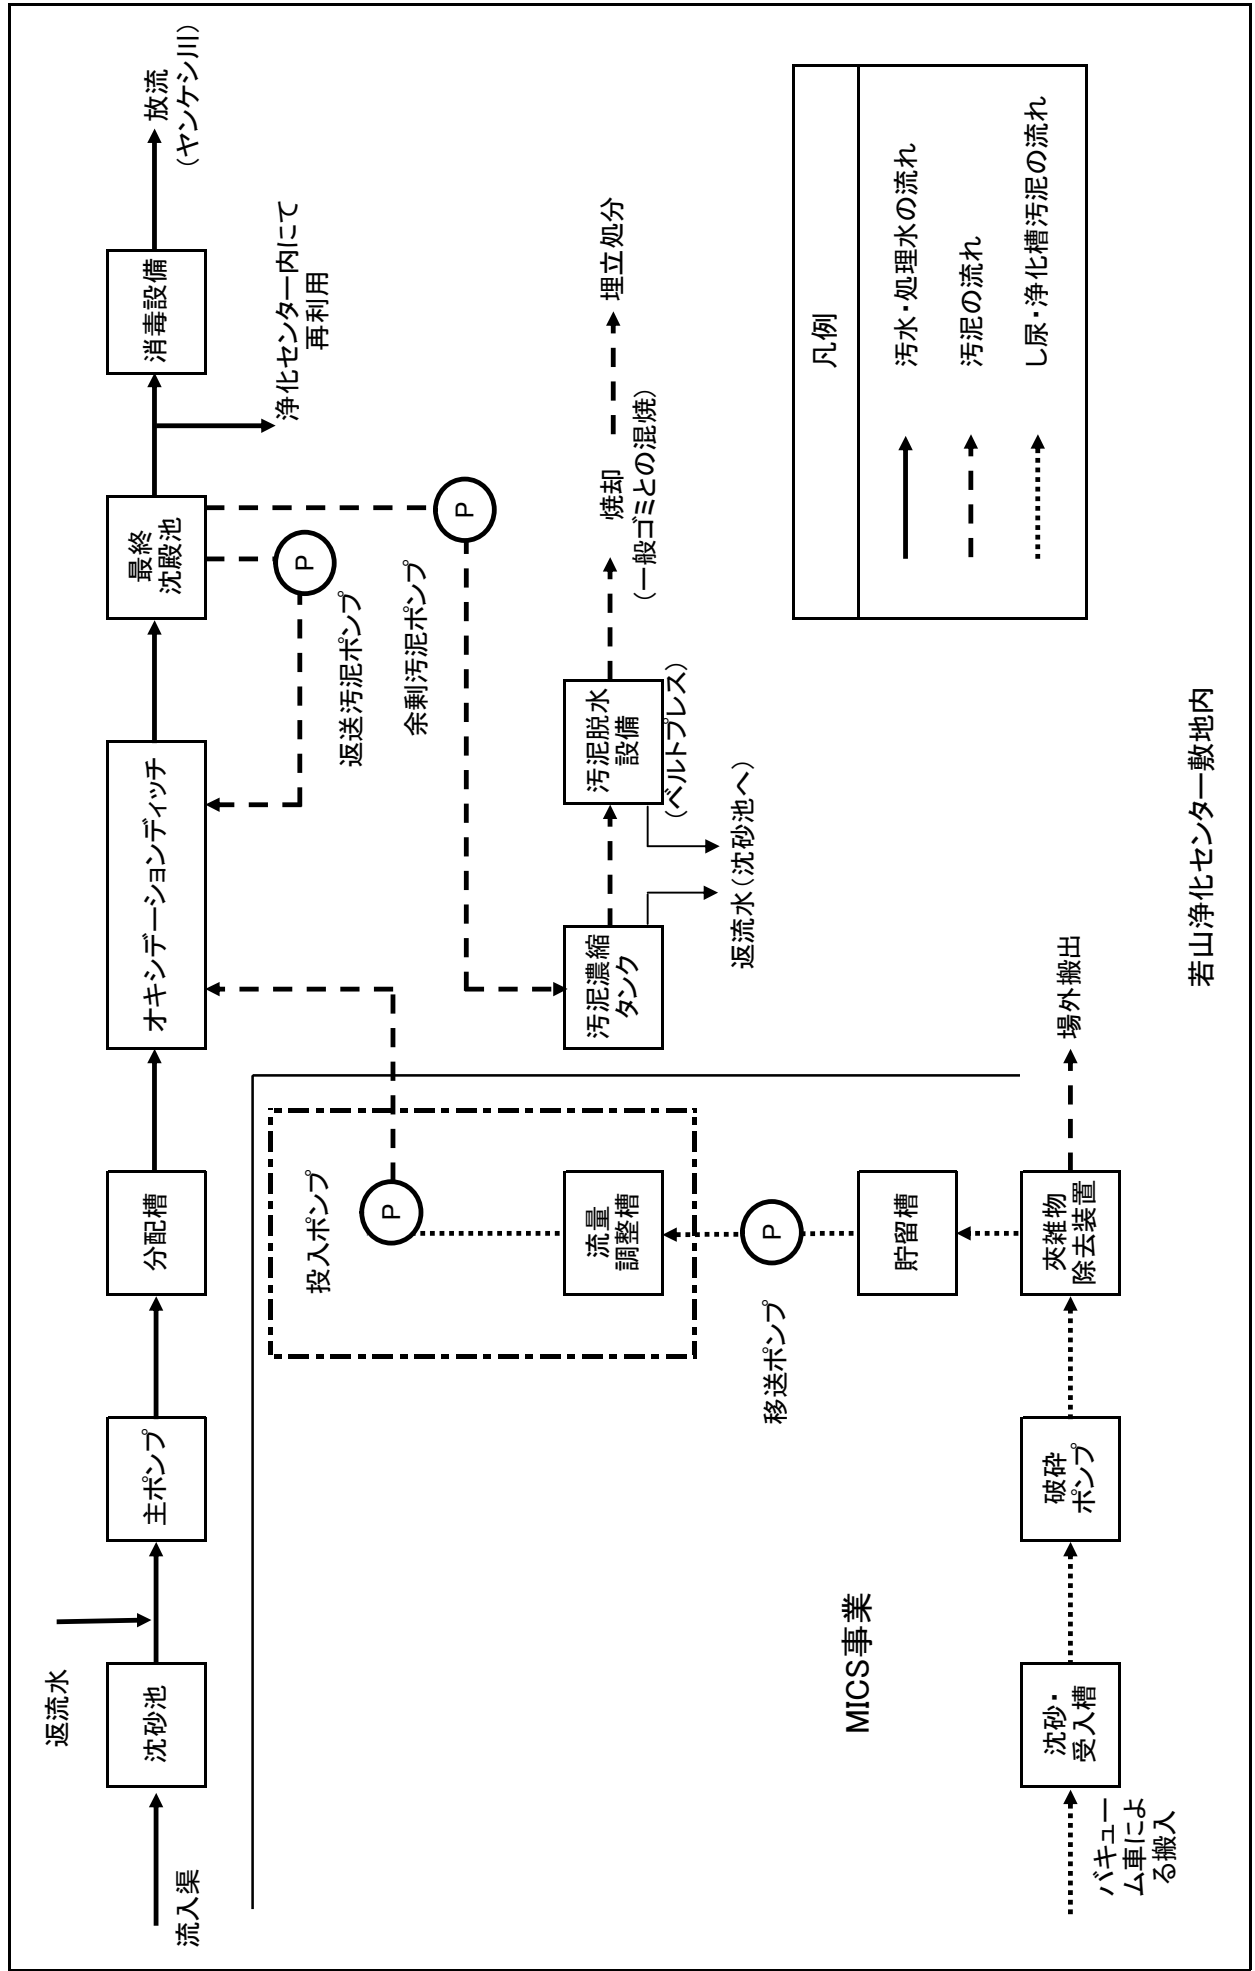 返流水
流入渠
沈砂池
主ポンプ
分配槽
オキシデーションディッチ
最終
沈殿池
消毒設備
放流
（ヤンケシ川）
浄化センター内にて
再利用
P
返送汚泥ポンプ
P
余剰汚泥ポンプ
投入ポンプ
P
流量
調整槽
汚泥濃縮
タンク
汚泥脱水
設備
（ベルトプレス）
焼却
（一般ゴミとの混焼）
埋立処分
返流水（沈砂池へ）
移送ポンプ
P
貯留槽
MICS事業
バキュー
ム車によ
る搬入
沈砂・
受入槽
破砕
ポンプ
夾雑物
除去装置
場外搬出
凡例
汚水・処理水の流れ
汚泥の流れ
し尿・浄化槽汚泥の流れ
若山浄化センター敷地内